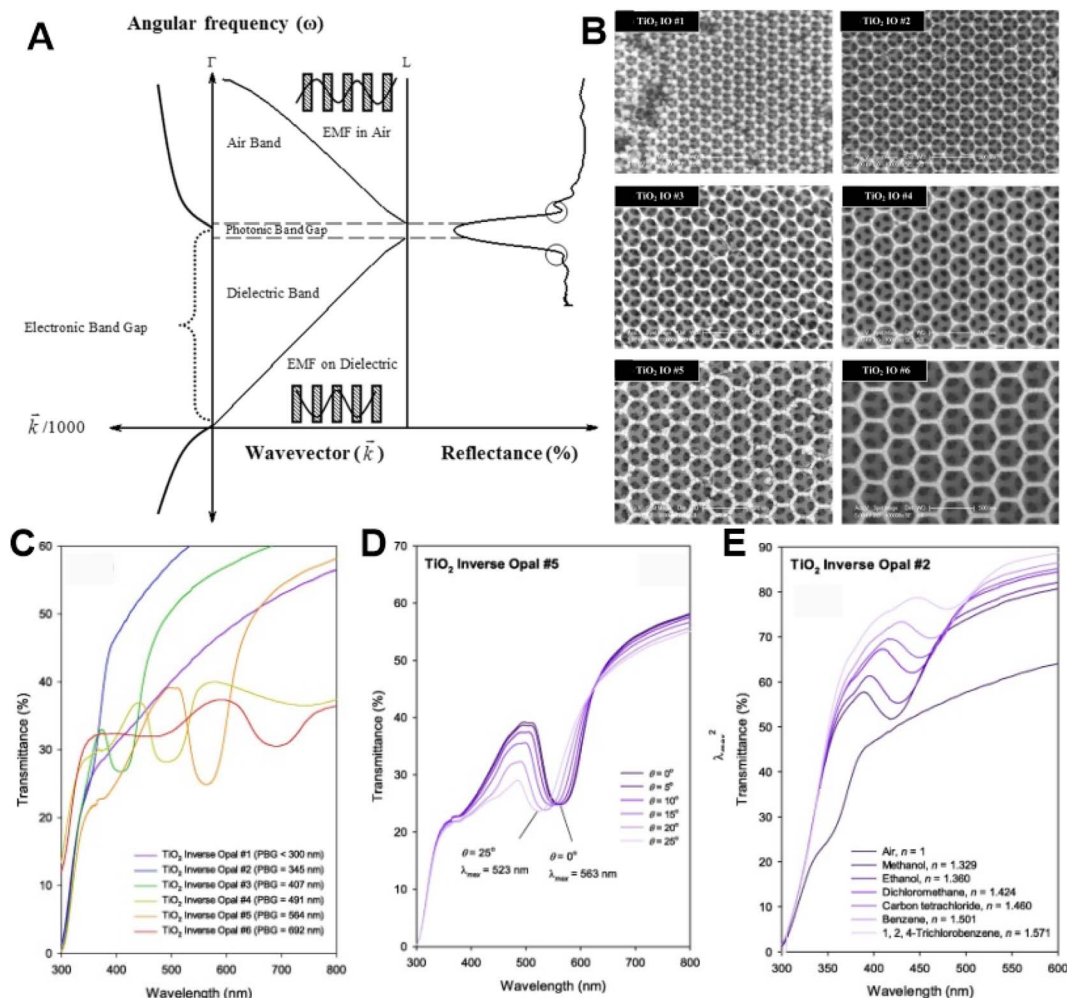 A
Angular frequency (ω)
Γ
L
EMF in Air
Air Band
Photonic Band Gap
Dielectric Band
Electronic Band Gap
EMF on Dielectric
k⃗ /1000
Wavevector (k⃗)
Reflectance (%)
B
TiO₂ IO #1
TiO₂ IO #2
TiO₂ IO #3
TiO₂ IO #4
TiO₂ IO #5
TiO₂ IO #6
C
60
50
40
30
20
10
0
Transmittance (%)
TiO₂ Inverse Opal #1 (PBG < 300 nm)
TiO₂ Inverse Opal #2 (PBG = 345 nm)
TiO₂ Inverse Opal #3 (PBG = 407 nm)
TiO₂ Inverse Opal #4 (PBG = 491 nm)
TiO₂ Inverse Opal #5 (PBG = 564 nm)
TiO₂ Inverse Opal #6 (PBG = 692 nm)
300 400 500 600 700 800
Wavelength (nm)
D
TiO₂ Inverse Opal #5
70
60
50
40
30
20
10
0
Transmittance (%)
θ = 0°
θ = 5°
θ = 10°
θ = 15°
θ = 20°
θ = 25°
θ = 25°
λmax = 523 nm
θ = 0°
λmax = 563 nm
300 400 500 600 700 800
Wavelength (nm)
E
TiO₂ Inverse Opal #2
90
80
70
60
50
40
30
20
10
0
λmax²
Transmittance (%)
Air, n = 1
Methanol, n = 1.329
Ethanol, n = 1.360
Dichloromethane, n = 1.424
Carbon tetrachloride, n = 1.460
Benzene, n = 1.501
1, 2, 4-Trichlorobenzene, n = 1.571
300 350 400 450 500 550 600
Wavelength (nm)